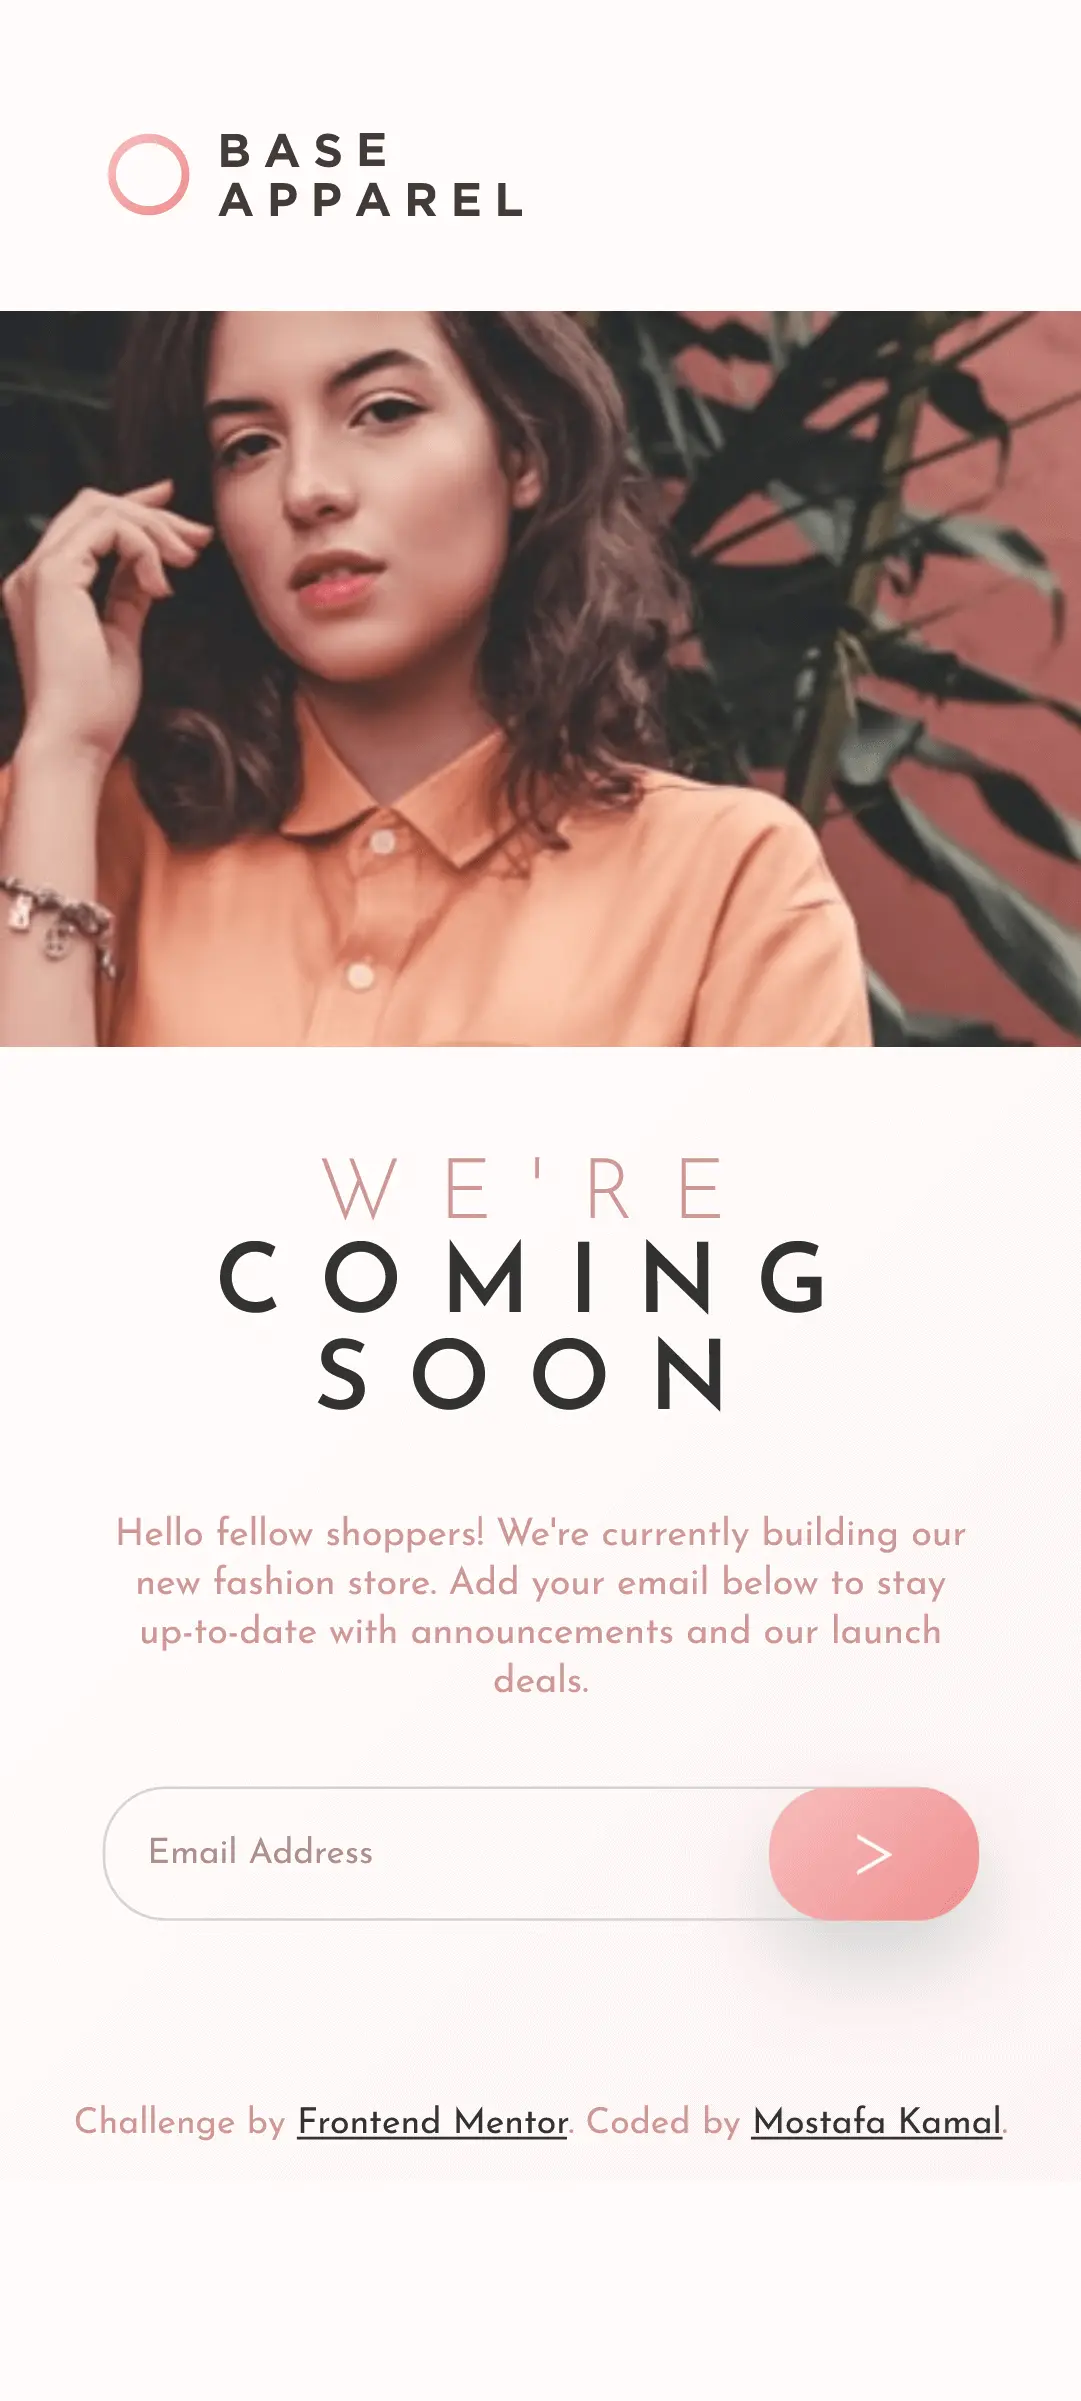 BASE
APPAREL
WE'RE
COMING
SOON
Hello fellow shoppers! We're currently building our
new fashion store. Add your email below to stay
up-to-date with announcements and our launch
deals.
Email Address
Challenge by Frontend Mentor. Coded by Mostafa Kamal.